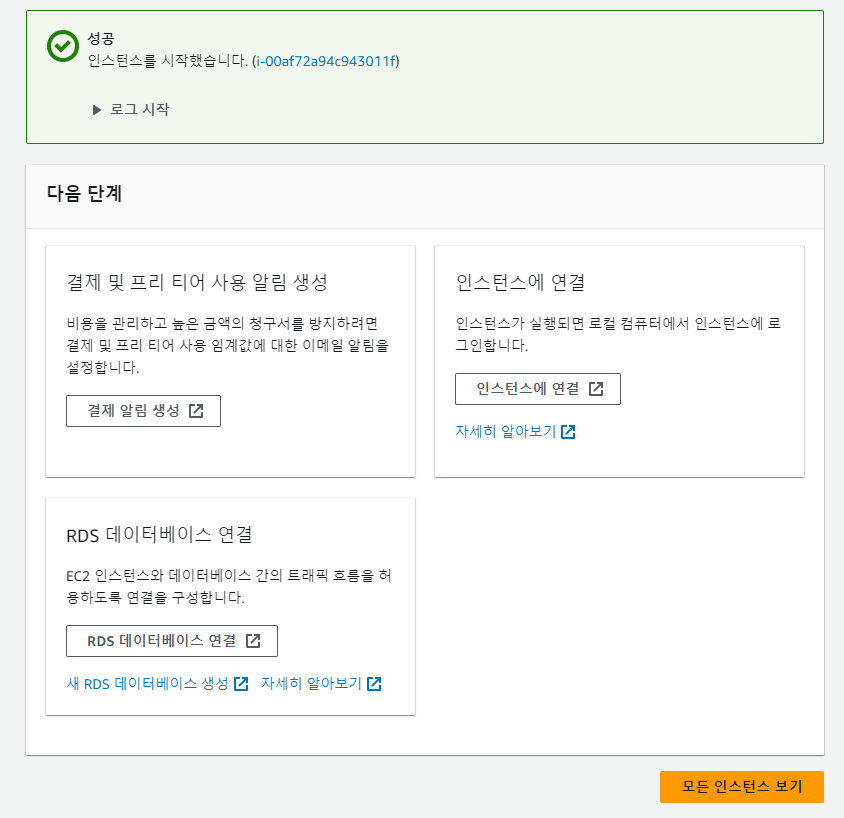 성공
인스턴스를 시작했습니다. (i-00af72a94c943011f)
로그 시작
다음 단계
결제 및 프리 티어 사용 알림 생성
비용을 관리하고 높은 금액의 청구서를 방지하려면
결제 및 프리 티어 사용 임계값에 대한 이메일 알림을
설정합니다.
결제 알림 생성
인스턴스에 연결
인스턴스가 실행되면 로컬 컴퓨터에서 인스턴스에 로
그인합니다.
인스턴스에 연결
자세히 알아보기
RDS 데이터베이스 연결
EC2 인스턴스와 데이터베이스 간의 트래픽 흐름을 허
용하도록 연결을 구성합니다.
RDS 데이터베이스 연결
새 RDS 데이터베이스 생성 자세히 알아보기
모든 인스턴스 보기